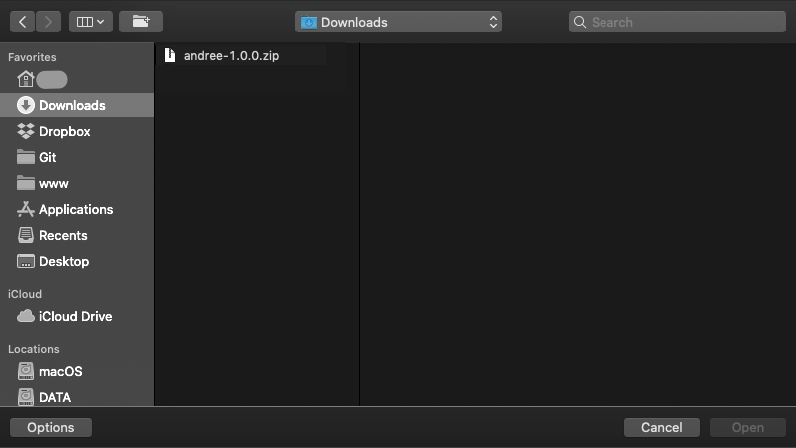 Downloads
Search
Favorites
andree-1.0.0.zip
Downloads
Dropbox
Git
www
Applications
Recents
Desktop
iCloud
iCloud Drive
Locations
macOS
DATA
Options
Cancel
Open